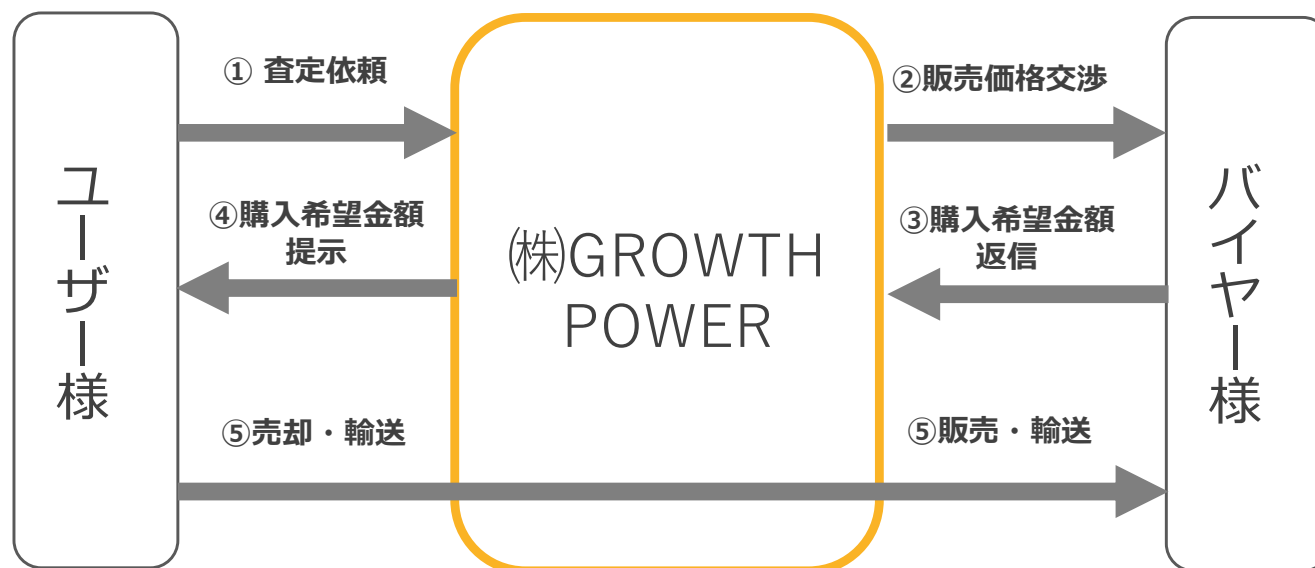 ① 査定依頼
②販売価格交渉
ユーザー様
④購入希望金額
提示
㈱GROWTH
POWER
③購入希望金額
返信
バイヤー様
⑤売却・輸送
⑤販売・輸送